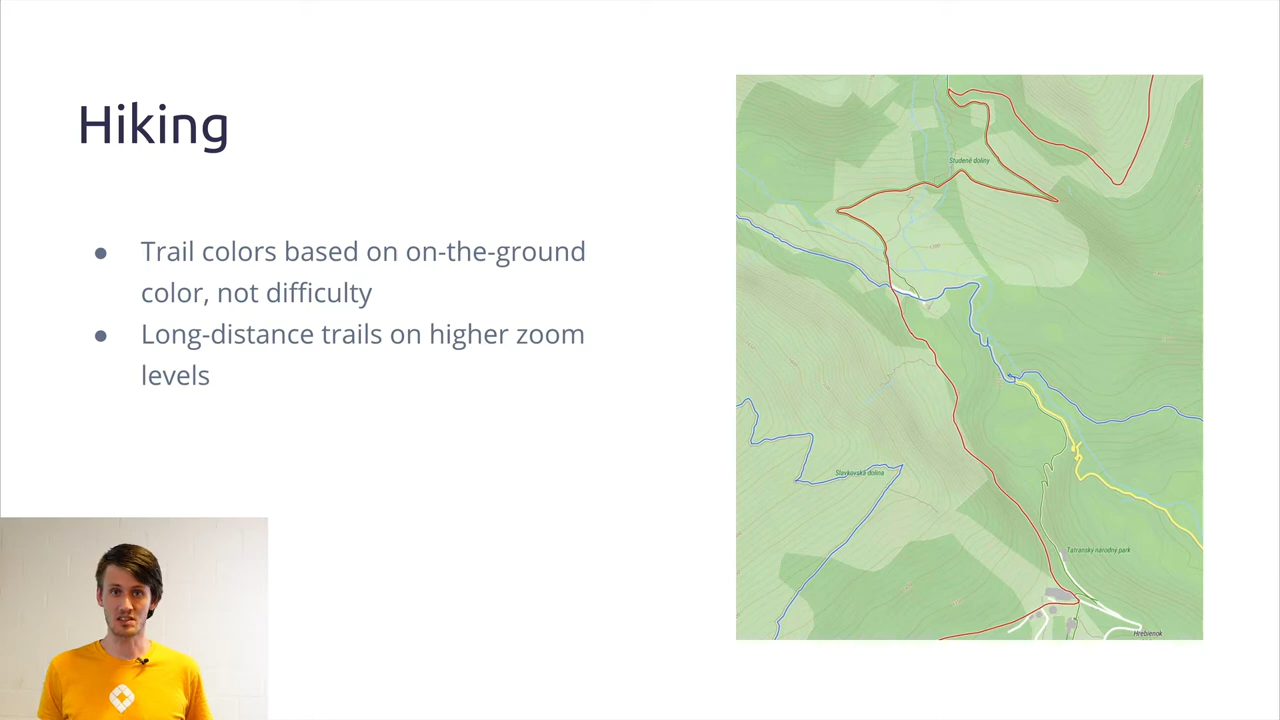 Hiking
● Trail colors based on on-the-ground
color, not difficulty
● Long-distance trails on higher zoom
levels
Studené doliny
Slavkovská dolina
Tatranský národný park
Hrebienok